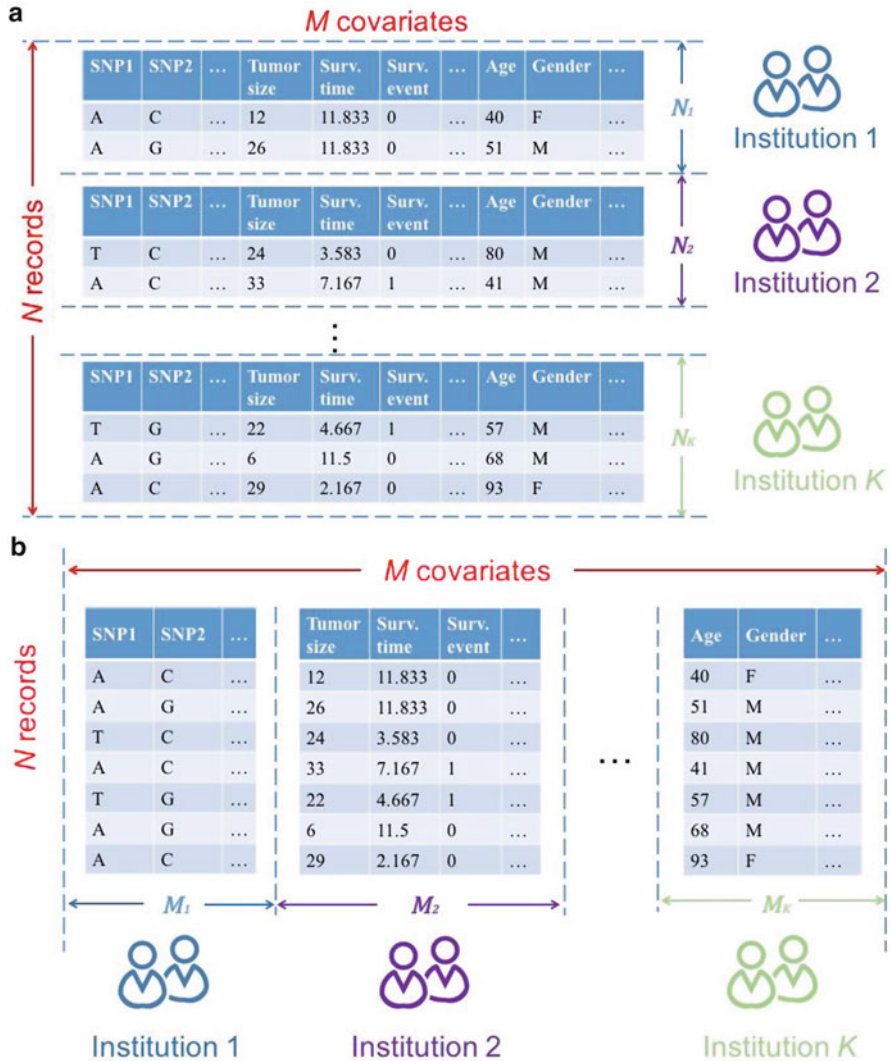 a
M covariates
N records
SNP1 SNP2 ... Tumor size Surv. time Surv. event ... Age Gender ...
A C ... 12 11.833 0 ... 40 F ...
A G ... 26 11.833 0 ... 51 M ...
N1
Institution 1
SNP1 SNP2 ... Tumor size Surv. time Surv. event ... Age Gender ...
T C ... 24 3.583 0 ... 80 M ...
A C ... 33 7.167 1 ... 41 M ...
N2
Institution 2
⋮
SNP1 SNP2 ... Tumor size Surv. time Surv. event ... Age Gender ...
T G ... 22 4.667 1 ... 57 M ...
A G ... 6 11.5 0 ... 68 M ...
A C ... 29 2.167 0 ... 93 F ...
NK
Institution K
b
M covariates
N records
SNP1 SNP2 ...
A C ...
A G ...
T C ...
A C ...
T G ...
A G ...
A C ...
M1
Institution 1
Tumor size Surv. time Surv. event ...
12 11.833 0 ...
26 11.833 0 ...
24 3.583 0 ...
33 7.167 1 ...
22 4.667 1 ...
6 11.5 0 ...
29 2.167 0 ...
M2
Institution 2
...
Age Gender ...
40 F ...
51 M ...
80 M ...
41 M ...
57 M ...
68 M ...
93 F ...
MK
Institution K